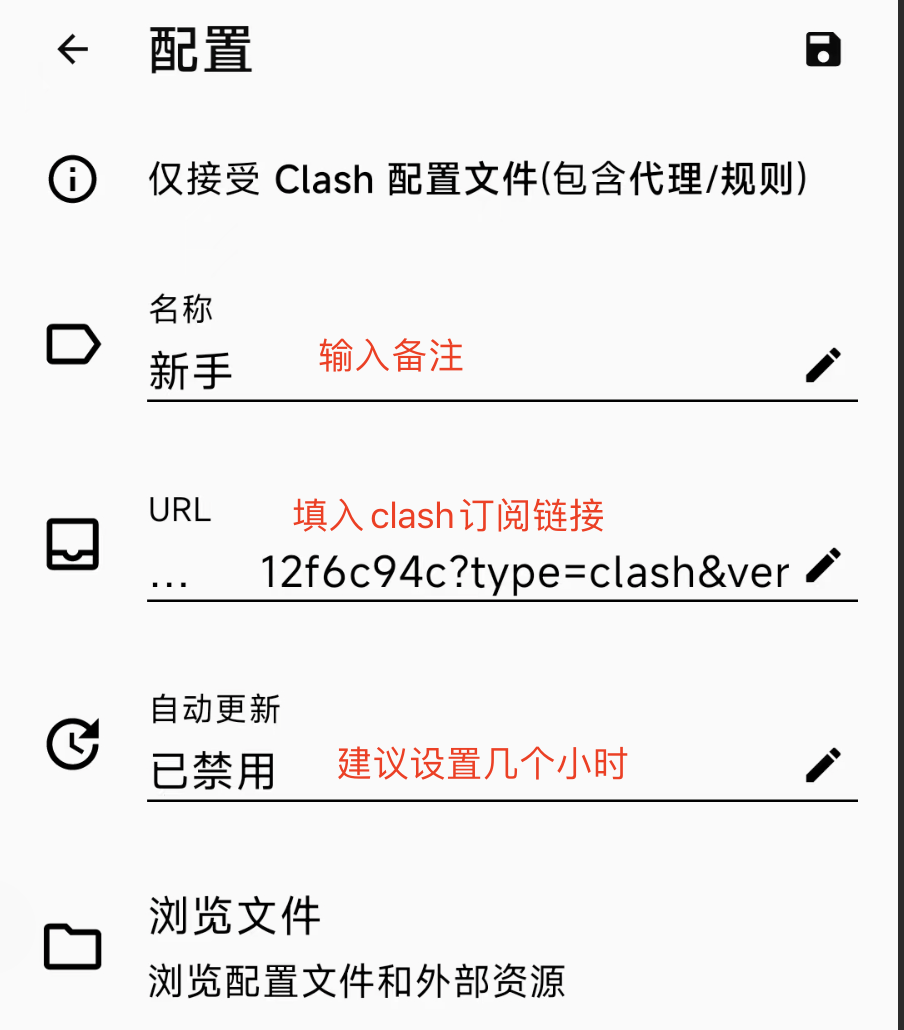 配置
仅接受 Clash 配置文件(包含代理/规则)
名称
新手 输入备注
URL 填入clash订阅链接
... 12f6c94c?type=clash&ver
自动更新
已禁用 建议设置几个小时
浏览文件
浏览配置文件和外部资源